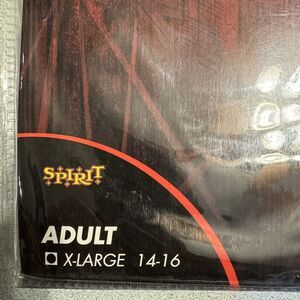 SPIRIT
ADULT
X-LARGE 14-16